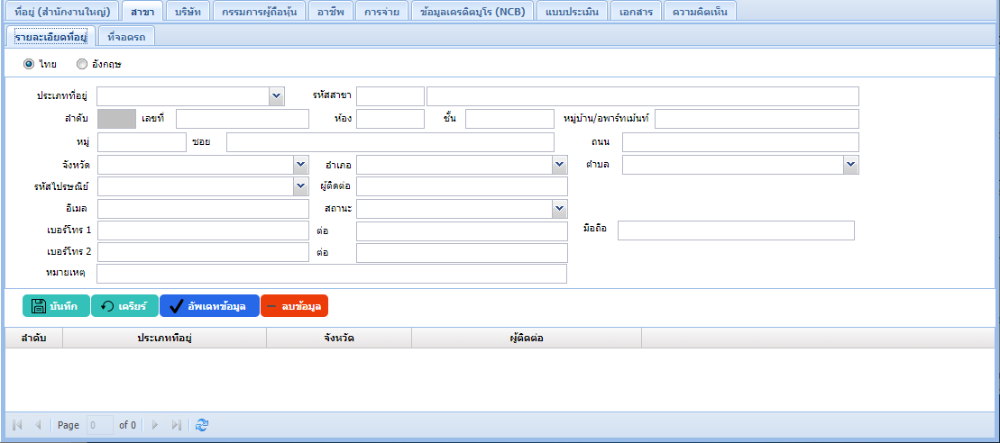 ที่อยู่ (สำนักงานใหญ่) สาขา บริษัท กรรมการผู้ถือหุ้น อาชีพ การจ่าย ข้อมูลเครดิตบูโร (NCB) แบบประเมิน เอกสาร ความคิดเห็น
รายละเอียดที่อยู่ ที่จอดรถ
ไทย อังกฤษ
ประเภทที่อยู่ รหัสสาขา
ลำดับ เลขที่ ห้อง ชั้น หมู่บ้าน/อพาร์ทเม้นท์
หมู่ ซอย ถนน
จังหวัด อำเภอ ตำบล
รหัสไปรษณีย์ ผู้ติดต่อ
อีเมล สถานะ
เบอร์โทร 1 ต่อ มือถือ
เบอร์โทร 2 ต่อ
หมายเหตุ
บันทึก เครียร์ อัพเดทข้อมูล ลบข้อมูล
ลำดับ ประเภทที่อยู่ จังหวัด ผู้ติดต่อ
Page 0 of 0